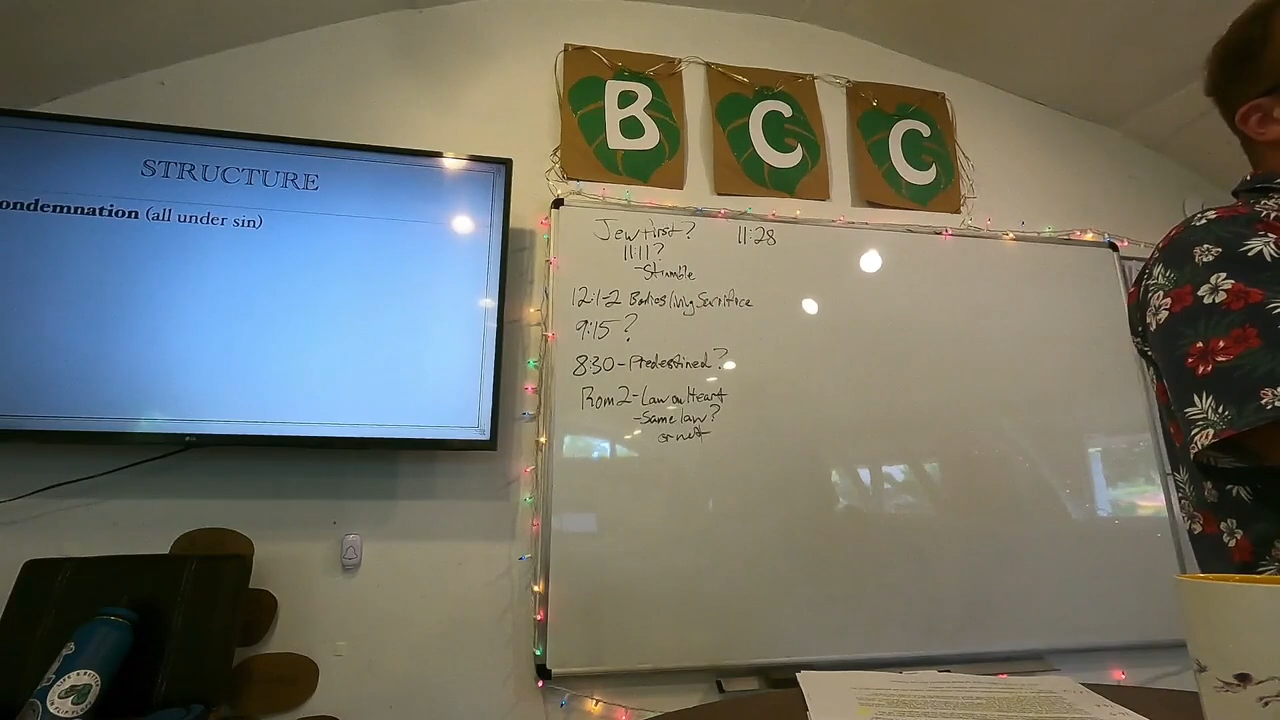 STRUCTURE
ondemnation (all under sin)
B C C
Jew first? 11:28
11:11?
-Stumble
12:1-2 Bodies living Sacrifice
9:15?
8:30-Predestined?
Rom 2-Law on Heart
-Same law?
or not
LG